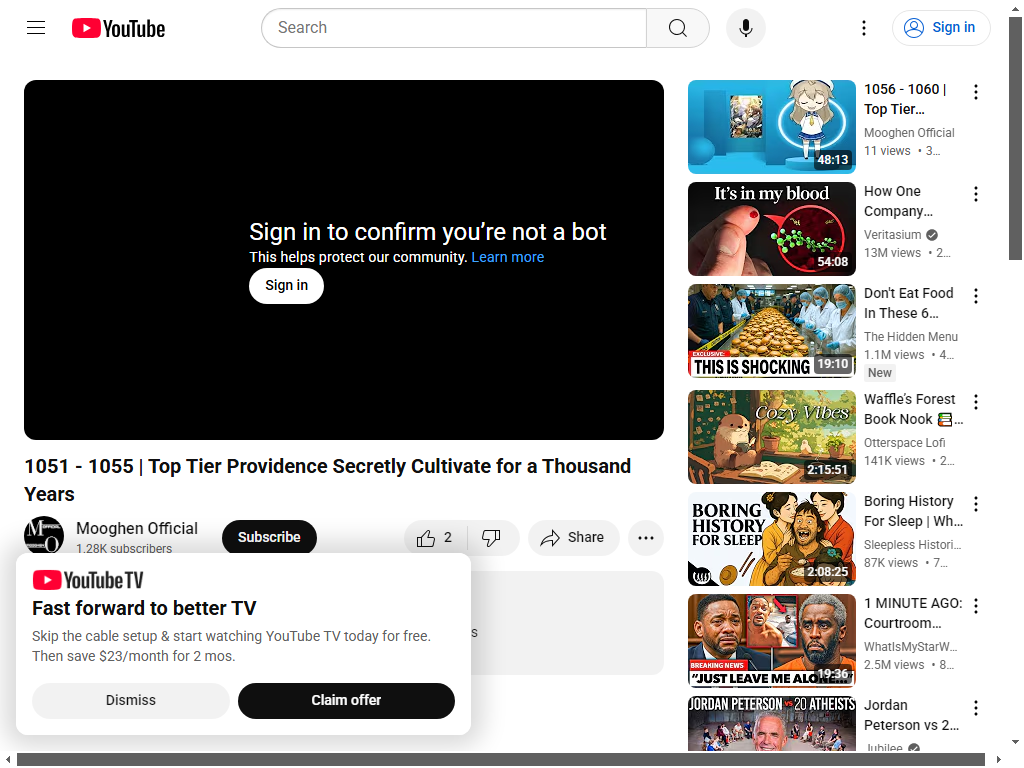 YouTube
Search
Sign in
Sign in to confirm you’re not a bot
This helps protect our community. Learn more
Sign in
1051 - 1055 | Top Tier Providence Secretly Cultivate for a Thousand
Years
Mooghen Official
1.28K subscribers
Subscribe
2
Share
s
YouTube TV
Fast forward to better TV
Skip the cable setup & start watching YouTube TV today for free.
Then save $23/month for 2 mos.
Dismiss
Claim offer
48:13
1056 - 1060 |
Top Tier…
Mooghen Official
11 views • 3…
It's in my blood
54:08
How One
Company…
Veritasium
13M views • 2…
EXCLUSIVE:
THIS IS SHOCKING
19:10
Don't Eat Food
In These 6…
The Hidden Menu
1.1M views • 4…
New
Cozy Vibes
2:15:51
Waffle's Forest
Book Nook 📚…
Otterspace Lofi
141K views • 2…
BORING
HISTORY
FOR SLEEP
2:08:25
Boring History
For Sleep | Wh…
Sleepless Histori…
87K views • 7…
BREAKING NEWS
"JUST LEAVE ME ALONE..."
19:36
1 MINUTE AGO:
Courtroom…
WhatIsMyStarW…
2.5M views • 8…
JORDAN PETERSON VS 20 ATHEISTS
Jordan
Peterson vs 2…
Jubilee